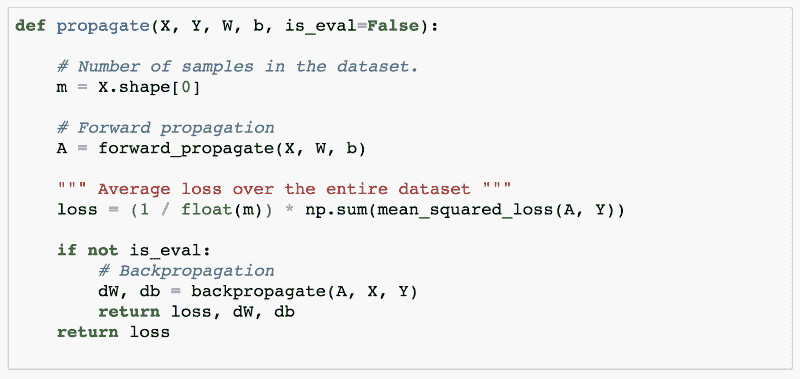 def propagate(X, Y, W, b, is_eval=False):
    # Number of samples in the dataset.
    m = X.shape[0]
    # Forward propagation
    A = forward_propagate(X, W, b)
    """ Average loss over the entire dataset """
    loss = (1 / float(m)) * np.sum(mean_squared_loss(A, Y))
    if not is_eval:
        # Backpropagation
        dW, db = backpropagate(A, X, Y)
        return loss, dW, db
    return loss